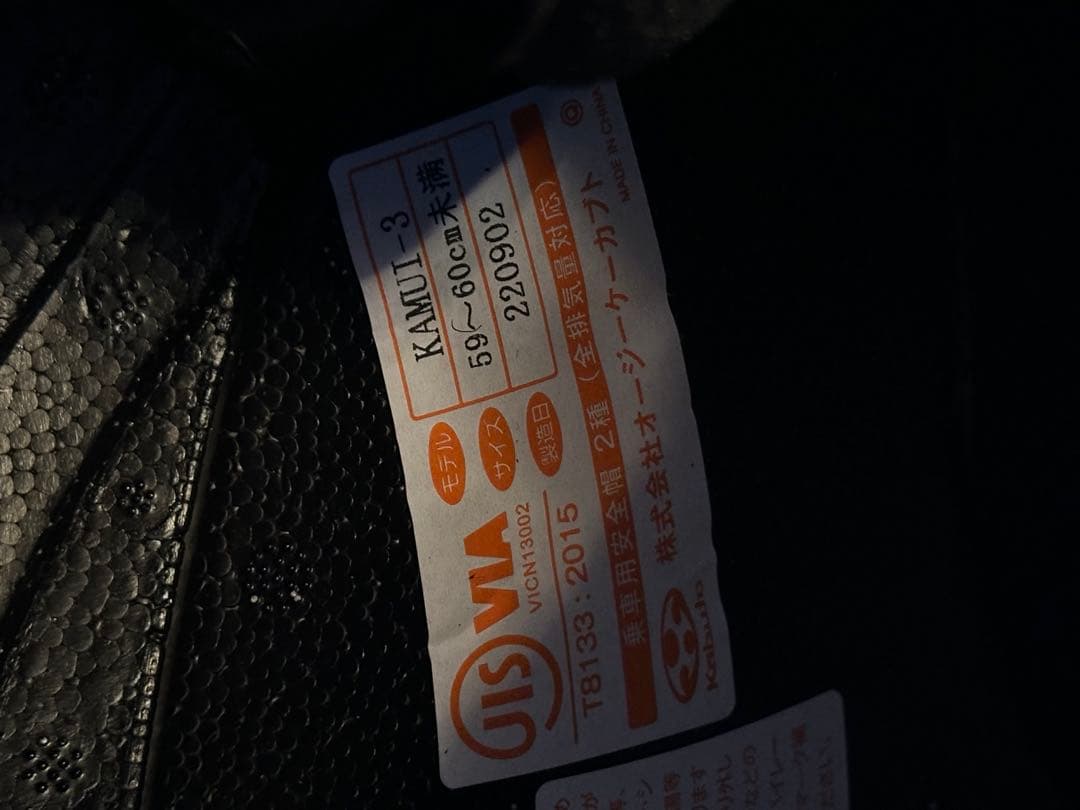 JIS VIA
VICN13002
T8133:2015
モデル KAMUI-3
サイズ 59〜60cm未満
製造日 220902
乗車用安全帽 2種(全排気量対応)
株式会社オージーケーカブト
Kabuto
MADE IN CHINA